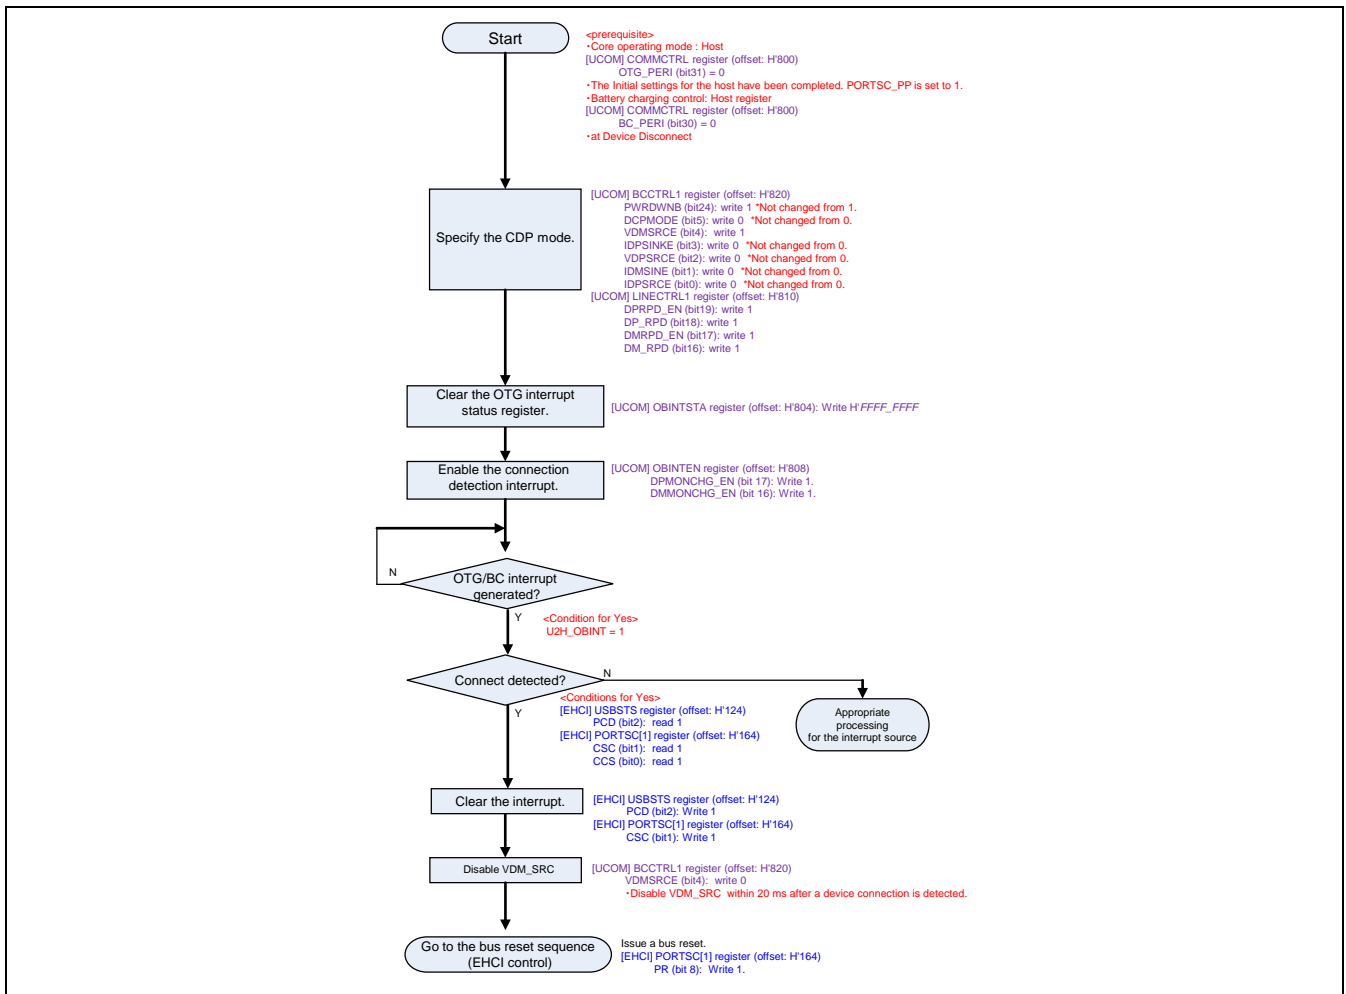 Start
<prerequisite>
・Core operating mode : Host
[UCOM] COMMCTRL register (offset: H'800)
OTG_PERI (bit31) = 0
・The Initial settings for the host have been completed. PORTSC_PP is set to 1.
・Battery charging control: Host register
[UCOM] COMMCTRL register (offset: H'800)
BC_PERI (bit30) = 0
・at Device Disconnect
Specify the CDP mode.
[UCOM] BCCTRL1 register (offset: H'820)
PWRDWNB (bit24): write 1 *Not changed from 1.
DCPMODE (bit5): write 0 *Not changed from 0.
VDMSRCE (bit4): write 1
IDPSINKE (bit3): write 0 *Not changed from 0.
VDPSRCE (bit2): write 0 *Not changed from 0.
IDMSINE (bit1): write 0 *Not changed from 0.
IDPSRCE (bit0): write 0 *Not changed from 0.
[UCOM] LINECTRL1 register (offset: H'810)
DPRPD_EN (bit19): write 1
DP_RPD (bit18): write 1
DMRPD_EN (bit17): write 1
DM_RPD (bit16): write 1
Clear the OTG interrupt
status register.
[UCOM] OBINTSTA register (offset: H'804): Write H'FFFF_FFFF
Enable the connection
detection interrupt.
[UCOM] OBINTEN register (offset: H'808)
DPMONCHG_EN (bit 17): Write 1.
DMMONCHG_EN (bit 16): Write 1.
N
OTG/BC interrupt
generated?
Y
<Condition for Yes>
U2H_OBINT = 1
Connect detected?
N
Y
<Conditions for Yes>
[EHCI] USBSTS register (offset: H'124)
PCD (bit2): read 1
[EHCI] PORTSC[1] register (offset: H'164)
CSC (bit1): read 1
CCS (bit0): read 1
Appropriate
processing
for the interrupt source
Clear the interrupt.
[EHCI] USBSTS register (offset: H'124)
PCD (bit2): Write 1
[EHCI] PORTSC[1] register (offset: H'164)
CSC (bit1): Write 1
Disable VDM_SRC
[UCOM] BCCTRL1 register (offset: H'820)
VDMSRCE (bit4): write 0
・Disable VDM_SRC within 20 ms after a device connection is detected.
Go to the bus reset sequence
(EHCI control)
Issue a bus reset.
[EHCI] PORTSC[1] register (offset: H'164)
PR (bit 8): Write 1.